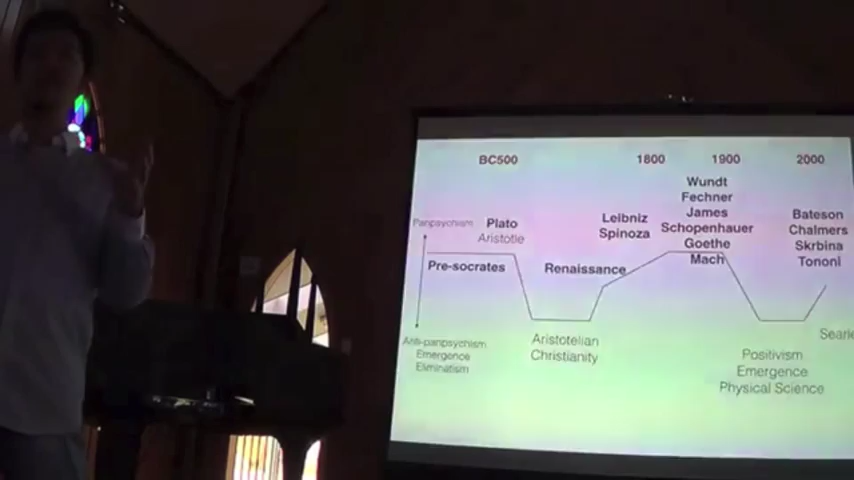 BC500
1800
1900
2000
Wundt
Fechner
James
Schopenhauer
Goethe
Mach
Panpsychism
Plato
Aristotle
Leibniz
Spinoza
Bateson
Chalmers
Skrbina
Tononi
Pre-socrates
Renaissance
Anti-panpsychism
Emergence
Eliminatism
Aristotelian
Christianity
Searle
Positivism
Emergence
Physical Science